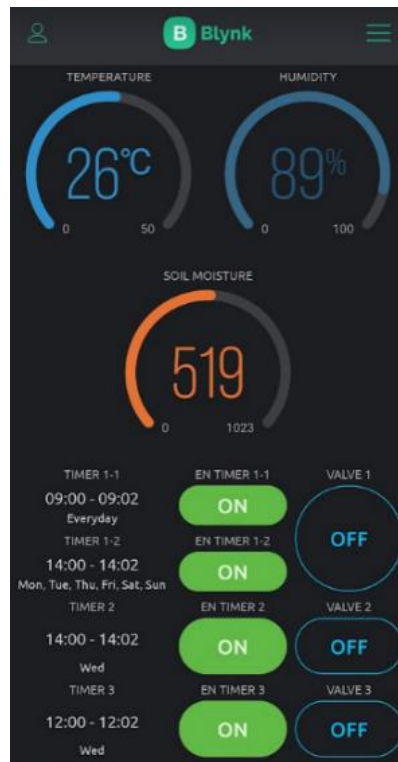 B Blynk
TEMPERATURE HUMIDITY
26°C 89%
0 50 0 100
SOIL MOISTURE
519
0 1023
TIMER 1-1 EN TIMER 1-1 VALVE 1
09:00 - 09:02 ON
Everyday
TIMER 1-2 EN TIMER 1-2 OFF
14:00 - 14:02 ON
Mon, Tue, Thu, Fri, Sat, Sun
TIMER 2 EN TIMER 2 VALVE 2
14:00 - 14:02 ON OFF
Wed
TIMER 3 EN TIMER 3 VALVE 3
12:00 - 12:02 ON OFF
Wed